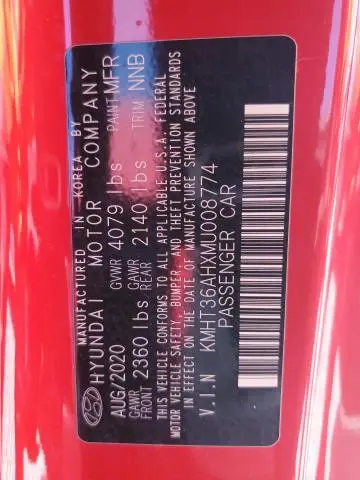 MANUFACTURED IN KOREA BY
HYUNDAI MOTOR COMPANY
AUG/2020 GVWR 4079 lbs PAINT MFR
GAWR FRONT 2360 lbs GAWR REAR 2140 lbs TRIM NNB
THIS VEHICLE CONFORMS TO ALL APPLICABLE U.S.A. FEDERAL
MOTOR VEHICLE SAFETY, BUMPER, AND THEFT PREVENTION STANDARDS
IN EFFECT ON THE DATE OF MANUFACTURE SHOWN ABOVE
V.I.N KMHT36AHXMU008774
PASSENGER CAR